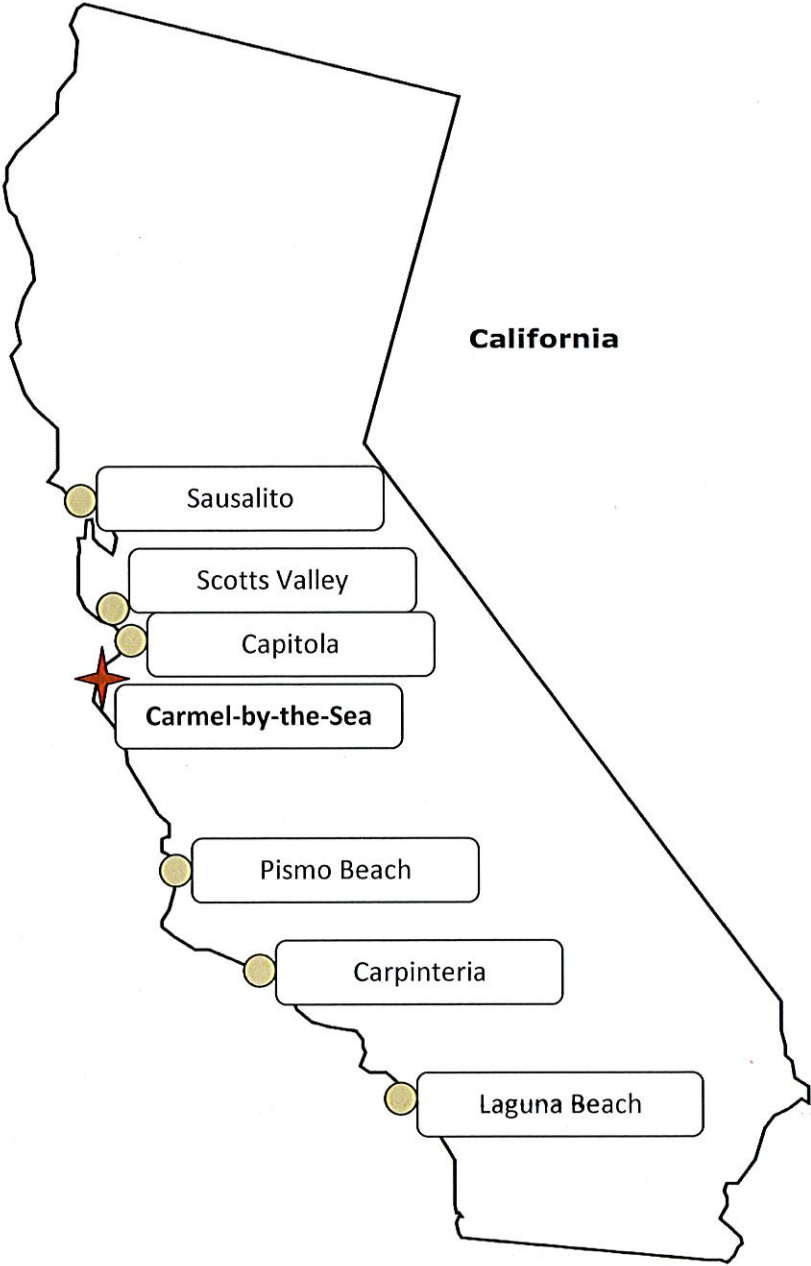 California
Sausalito
Scotts Valley
Capitola
Carmel-by-the-Sea
Pismo Beach
Carpinteria
Laguna Beach